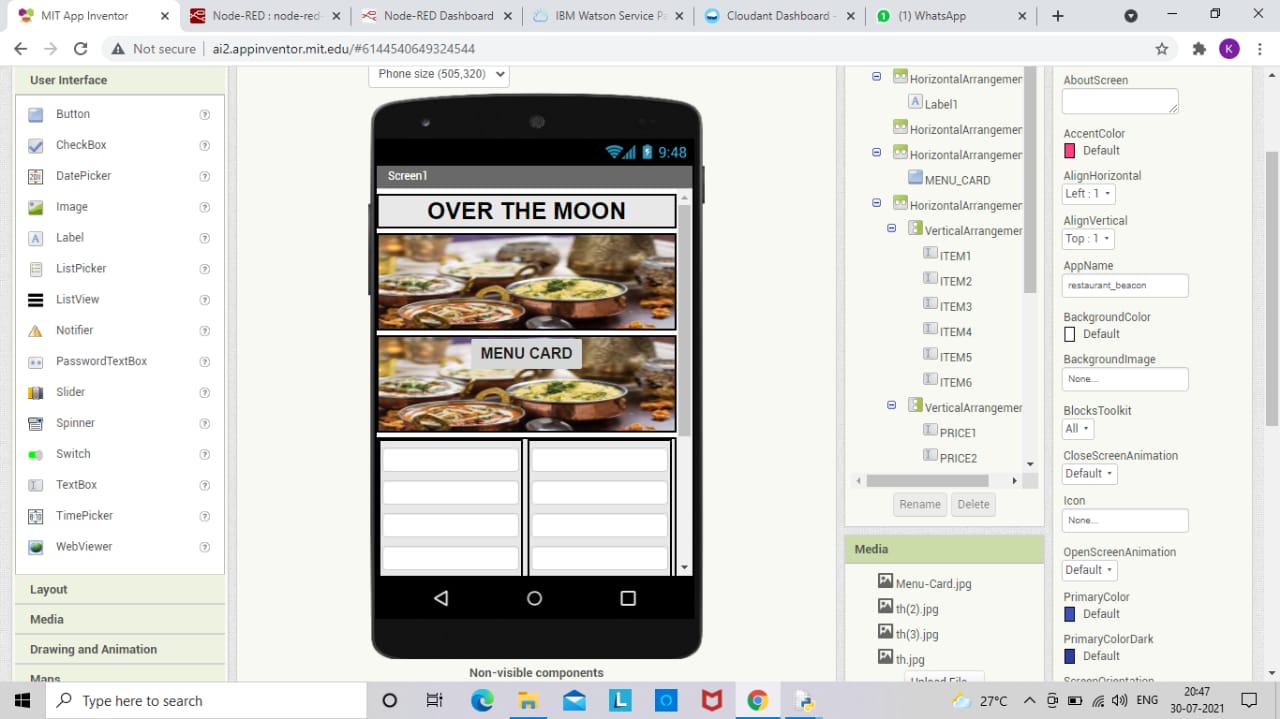 MIT App Inventor
Node-RED : node-red-
Node-RED Dashboard
IBM Watson Service Pa
Cloudant Dashboard -
(1) WhatsApp
Not secure
ai2.appinventor.mit.edu/#6144540649324544
K
User Interface
Button
CheckBox
DatePicker
Image
Label
ListPicker
ListView
Notifier
PasswordTextBox
Slider
Spinner
Switch
TextBox
TimePicker
WebViewer
Layout
Media
Drawing and Animation
Maps
Phone size (505,320)
9:48
Screen1
OVER THE MOON
MENU CARD
Non-visible components
HorizontalArrangemen
Label1
HorizontalArrangemen
HorizontalArrangemen
MENU_CARD
HorizontalArrangemen
VerticalArrangemen
ITEM1
ITEM2
ITEM3
ITEM4
ITEM5
ITEM6
VerticalArrangemen
PRICE1
PRICE2
Rename Delete
Media
Menu-Card.jpg
th(2).jpg
th(3).jpg
th.jpg
Upload File
AboutScreen
AccentColor
Default
AlignHorizontal
Left : 1
AlignVertical
Top : 1
AppName
restaurant_beacon
BackgroundColor
Default
BackgroundImage
None...
BlocksToolkit
All
CloseScreenAnimation
Default
Icon
None...
OpenScreenAnimation
Default
PrimaryColor
Default
PrimaryColorDark
Default
ScreenOrientation
Type here to search
L
27°C
ENG
20:47
30-07-2021